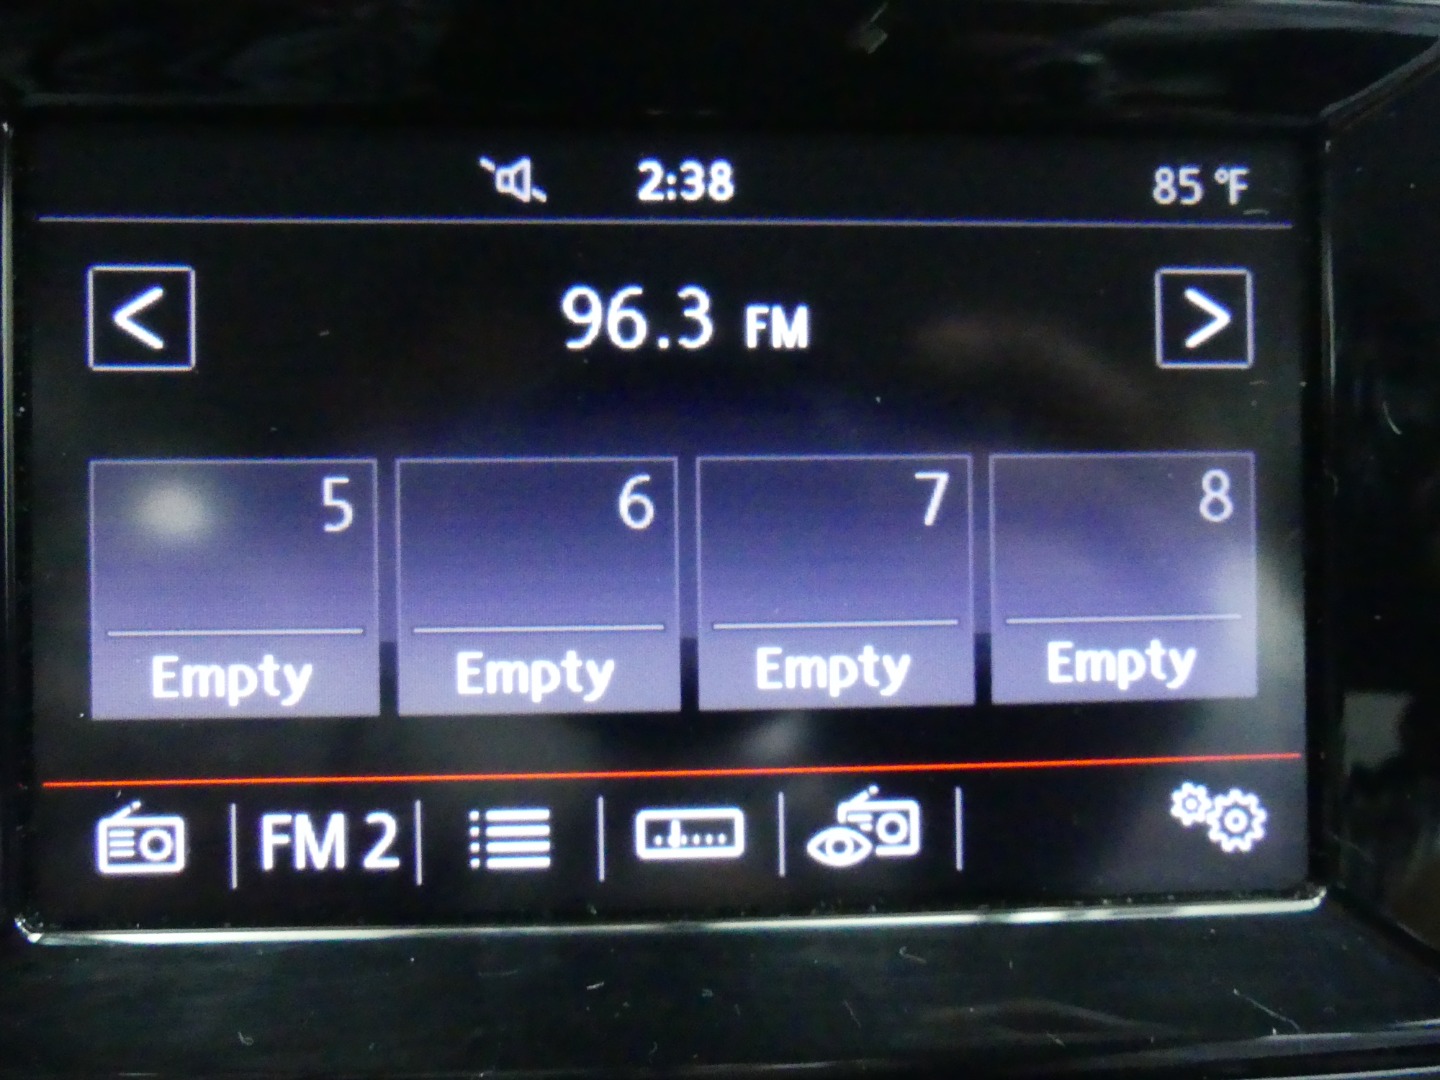 2:38 85 °F
< 96.3 FM >
5 6 7 8
Empty Empty Empty Empty
FM 2